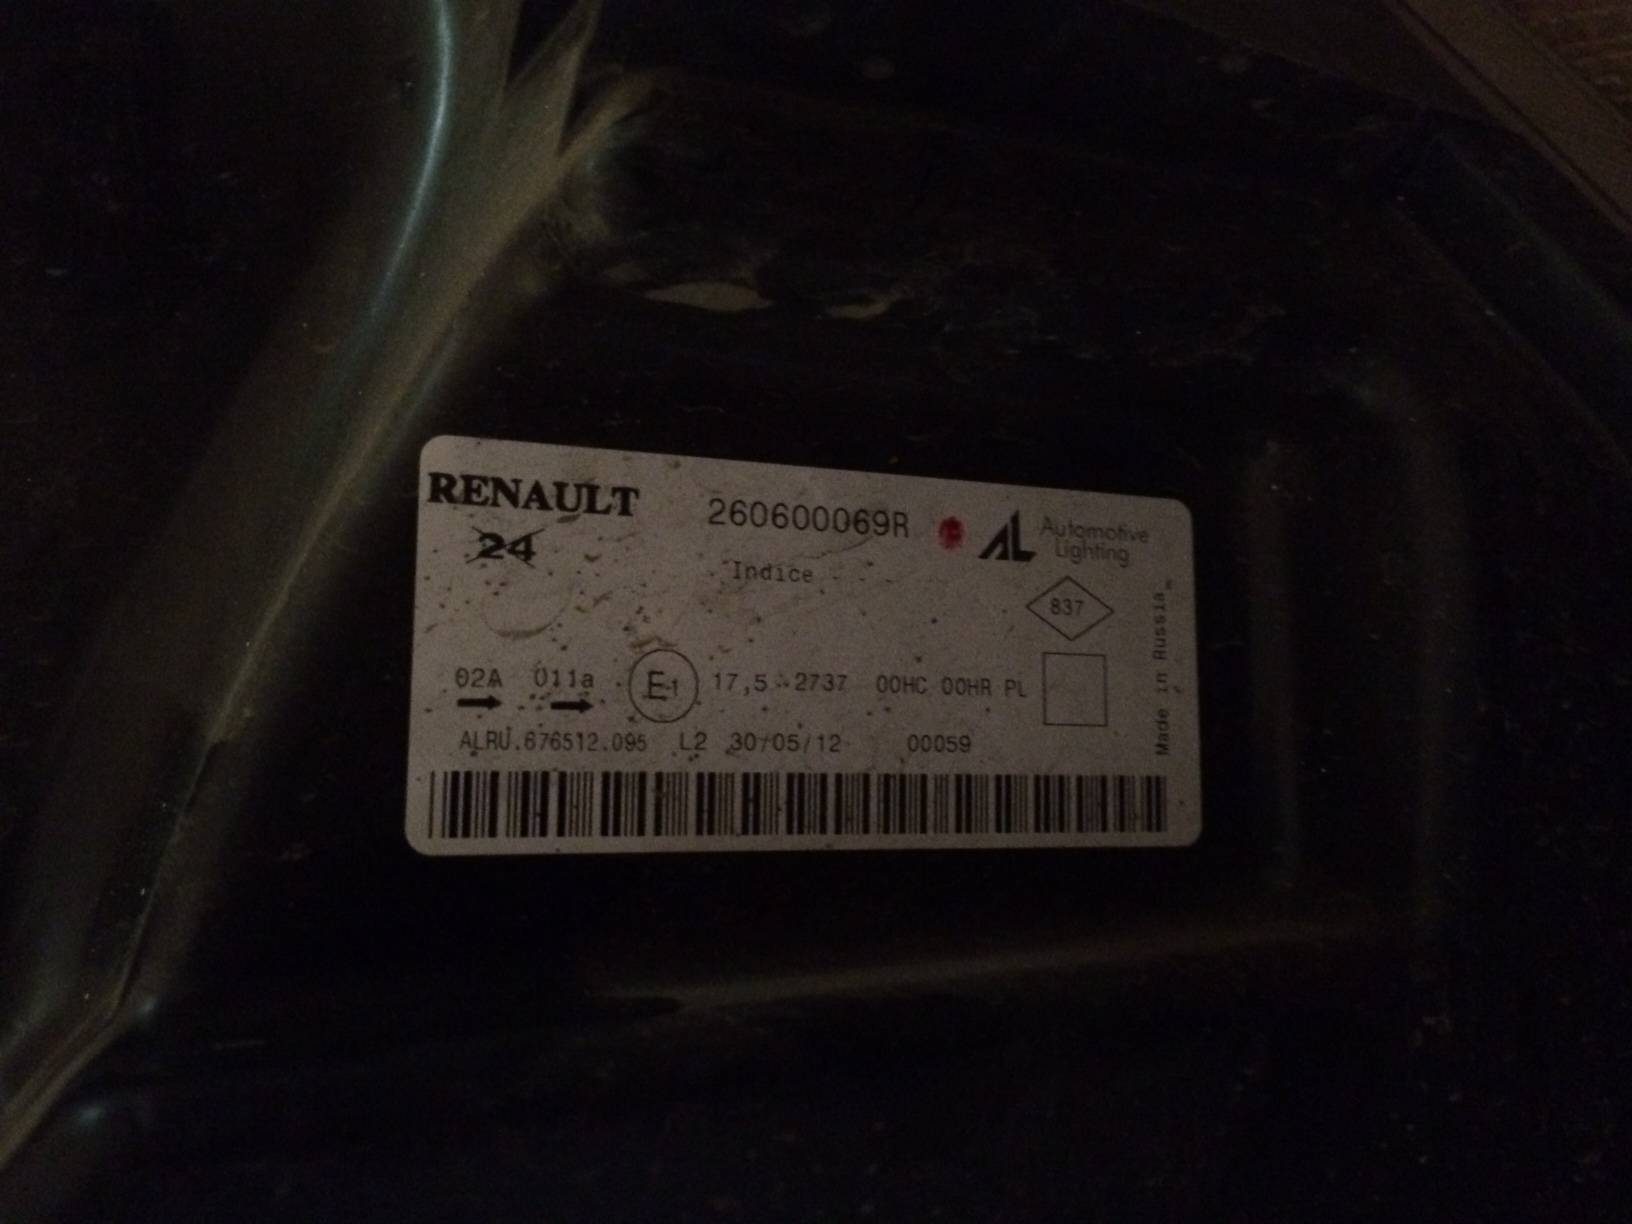 RENAULT 260600069R AL Automotive Lighting
24
Indice
837
02A 011a E1 17,5 2737 00HC 00HR PL
ALRU.676512.095 L2 30/05/12 00059
Made in Russia